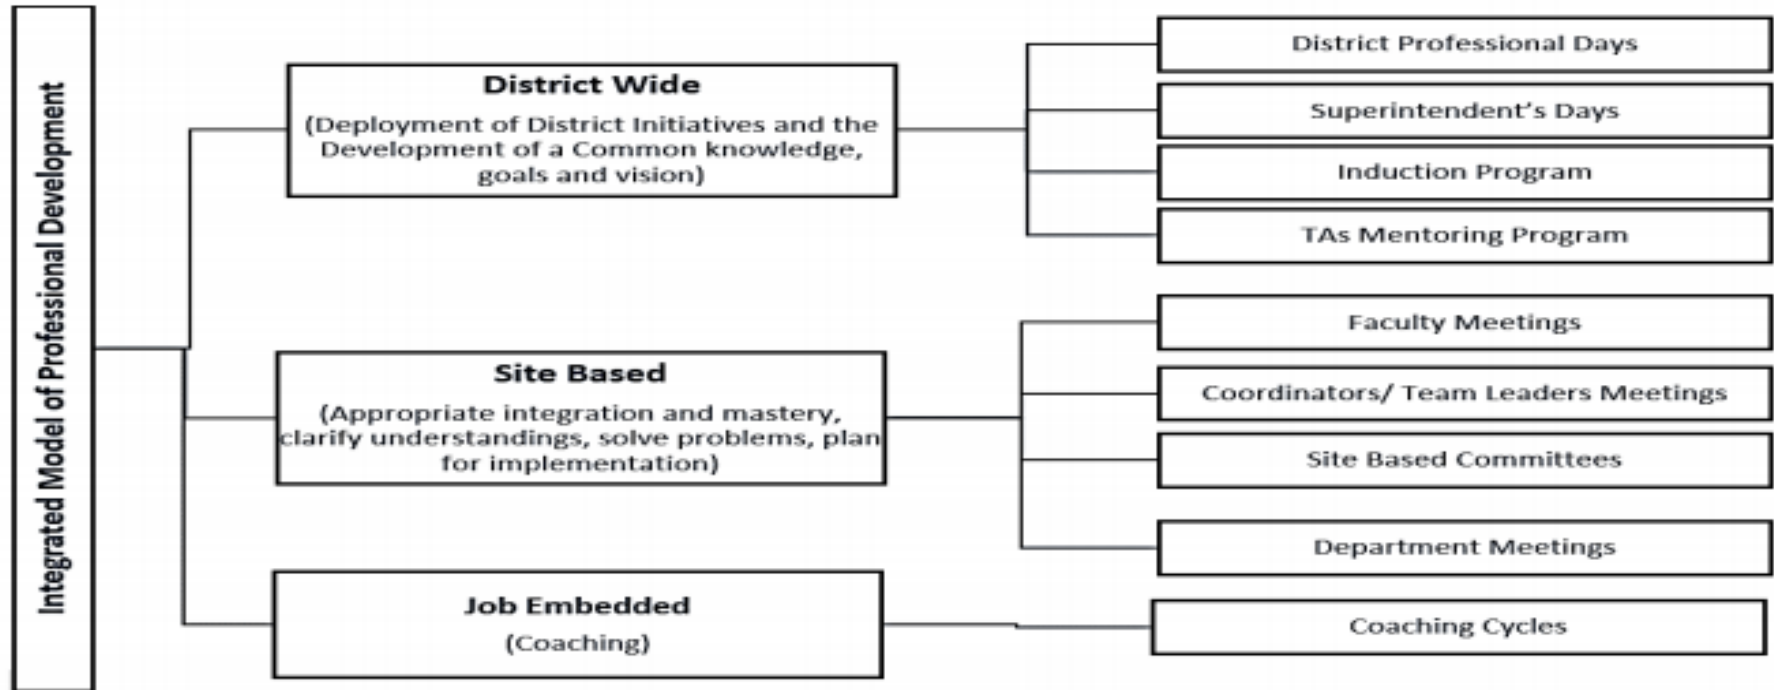 Integrated Model of Professional Development
District Wide
(Deployment of District Initiatives and the
Development of a Common knowledge,
goals and vision)
District Professional Days
Superintendent's Days
Induction Program
TAs Mentoring Program
Site Based
(Appropriate integration and mastery,
clarify understandings, solve problems, plan
for implementation)
Faculty Meetings
Coordinators/ Team Leaders Meetings
Site Based Committees
Department Meetings
Job Embedded
(Coaching)
Coaching Cycles